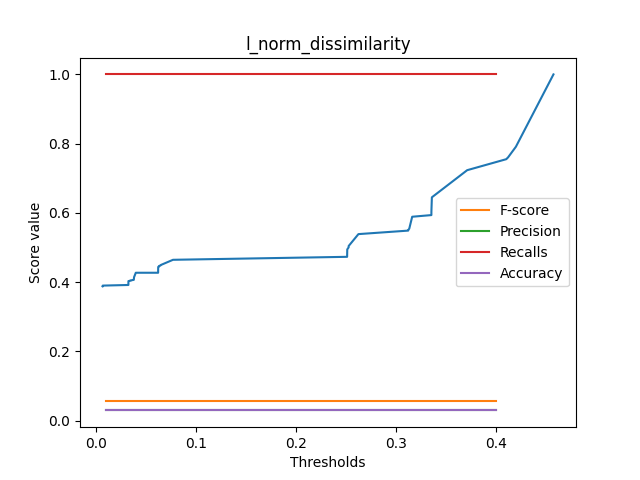 l_norm_dissimilarity
1.0
0.8
0.6
0.4
0.2
0.0
Score value
F-score
Precision
Recalls
Accuracy
0.0 0.1 0.2 0.3 0.4
Thresholds